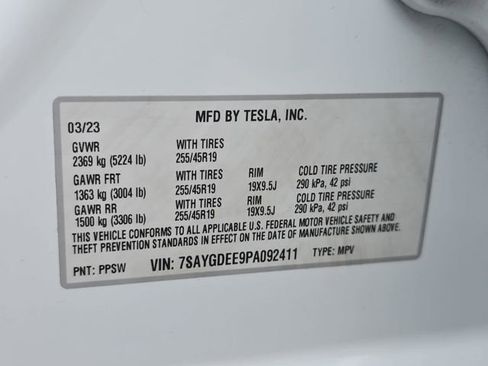 MFD BY TESLA, INC.
03/23
GVWR WITH TIRES
2369 kg (5224 lb) 255/45R19
GAWR FRT WITH TIRES RIM COLD TIRE PRESSURE
1363 kg (3004 lb) 255/45R19 19X9.5J 290 kPa, 42 psi
GAWR RR WITH TIRES RIM COLD TIRE PRESSURE
1500 kg (3306 lb) 255/45R19 19X9.5J 290 kPa, 42 psi
THIS VEHICLE CONFORMS TO ALL APPLICABLE U.S. FEDERAL MOTOR VEHICLE SAFETY AND
THEFT PREVENTION STANDARDS IN EFFECT ON THE DATE OF MANUFACTURE SHOWN ABOVE.
PNT: PPSW VIN: 7SAYGDEE9PA092411 TYPE: MPV